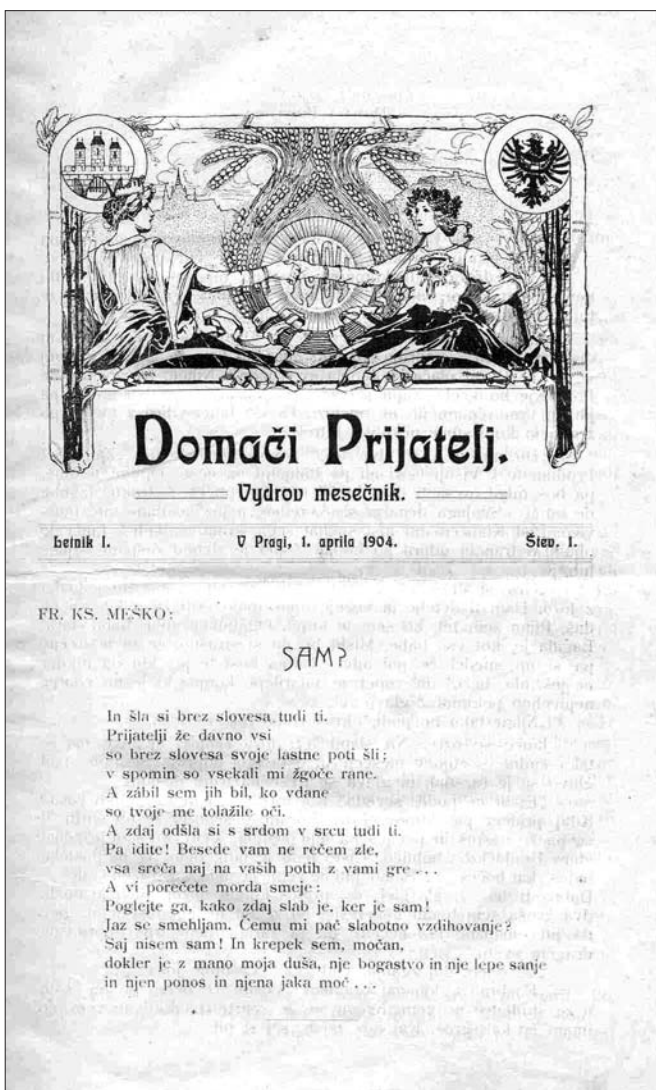 1904
Domači Prijatelj.
Vydrov mesečnik.
Letnik I. V Pragi, 1. aprila 1904. Štev. I.
FR. KS. MEŠKO:
SAM?
In šla si brez slovesa tudi ti.
Prijatelji že davno vsi
so brez slovesa svoje lastne poti šli;
v spomin so vsekali mi žgoče rane.
A zábil sem jih bil, ko vdane
so tvoje me tolažile oči.
A zdaj odšla si s srdom v srcu tudi ti.
Pa idite! Besede vam ne rečem zle,
vsa sreča naj na vaših potih z vami gre . . .
A vi porečete morda smeje:
Poglejte ga, kako zdaj slab je, ker je sam!
Jaz se smehljam. Čemu mi pač slabotno vzdihovanje?
Saj nisem sam! In krepek sem, močan,
dokler je z mano moja duša, nje bogastvo in nje lepe sanje
in njen ponos in njena jaka moč . . .